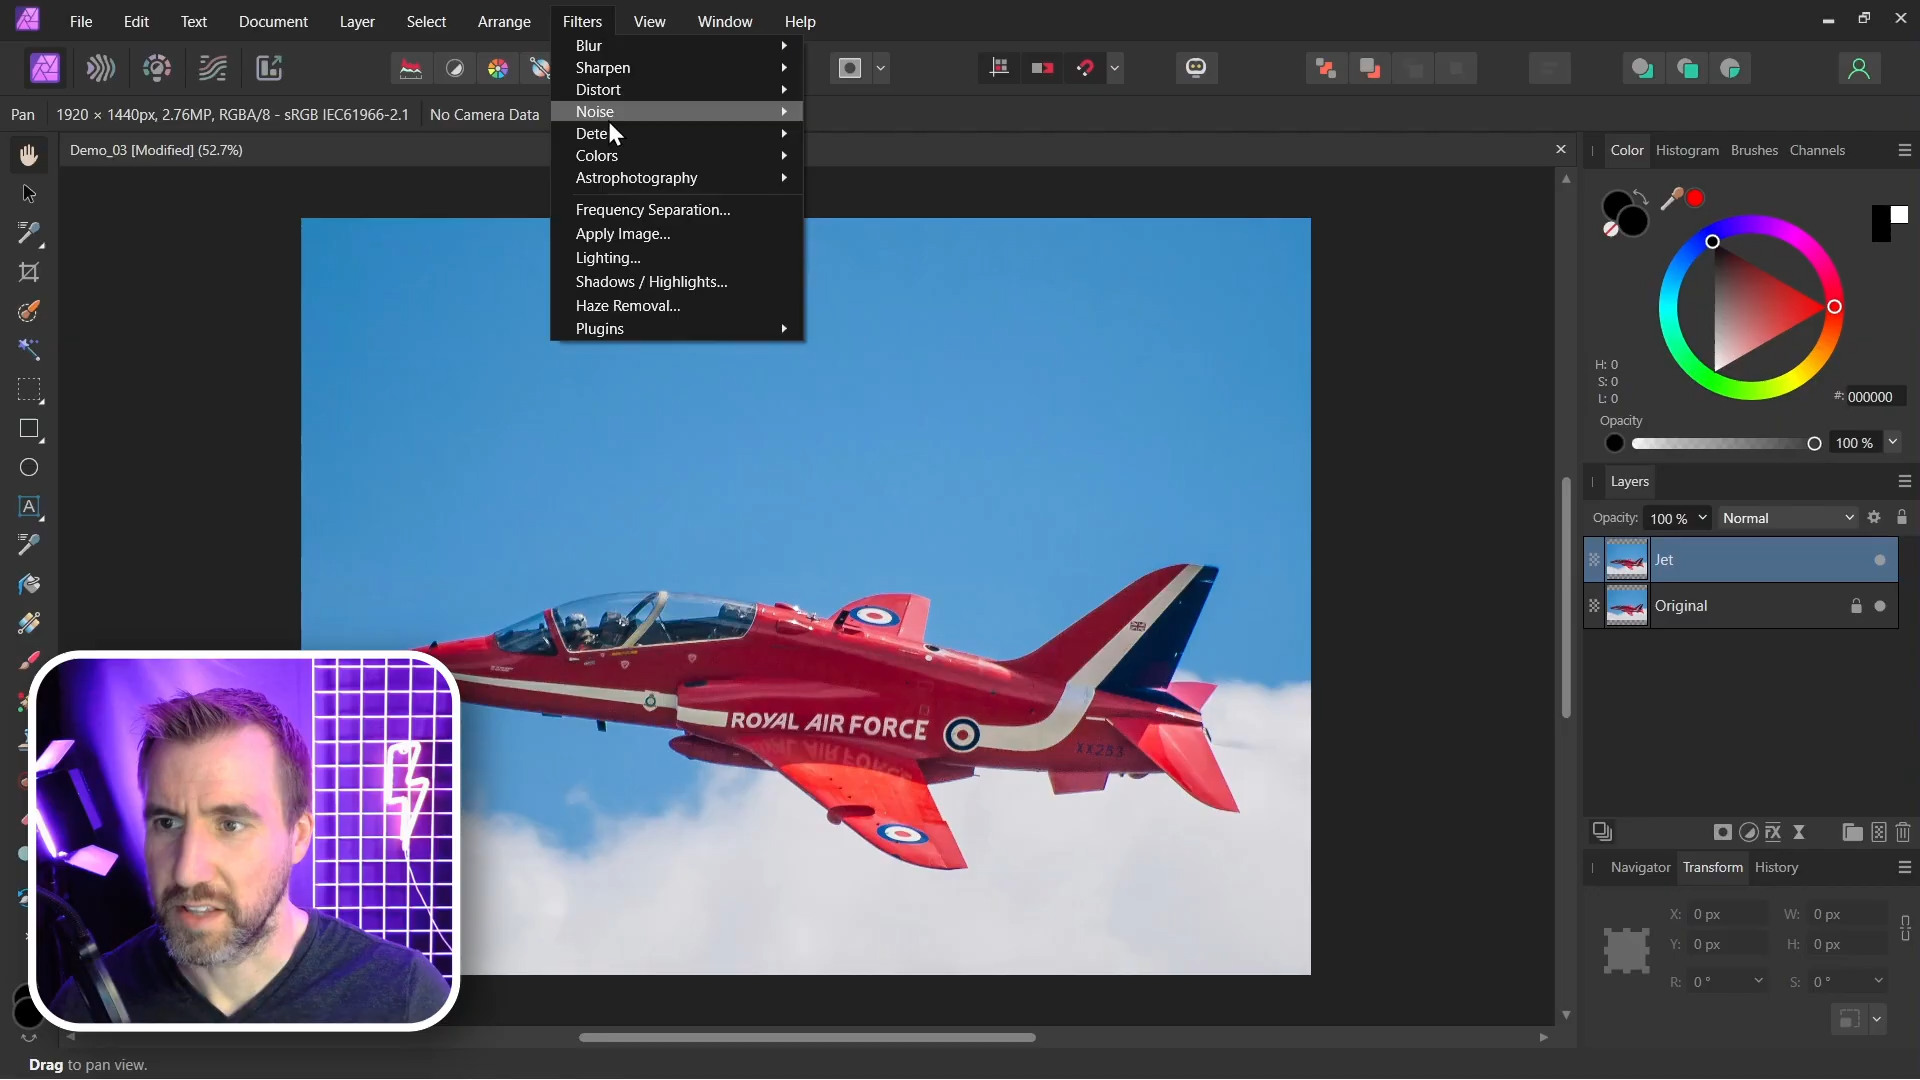 File Edit Text Document Layer Select Arrange Filters View Window Help
Blur
Sharpen
Distort
Noise
Dete
Colors
Astrophotography
Frequency Separation...
Apply Image...
Lighting...
Shadows / Highlights...
Haze Removal...
Plugins
Pan 1920 × 1440px, 2.76MP, RGBA/8 - sRGB IEC61966-2.1 No Camera Data
Demo_03 [Modified] (52.7%)
Color Histogram Brushes Channels
H: 0
S: 0
L: 0
#: 000000
Opacity
100 %
Layers
Opacity: 100 % Normal
Jet
Original
ROYAL AIR FORCE
XX253
Navigator Transform History
X: 0 px W: 0 px
Y: 0 px H: 0 px
R: 0 ° S: 0 °
Drag to pan view.